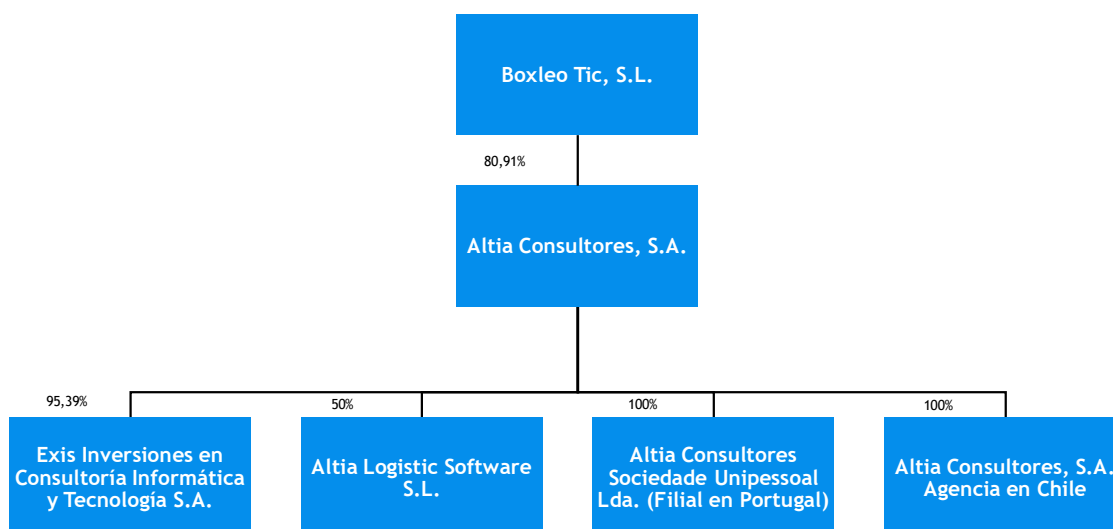 Boxleo Tic, S.L.
80,91%
Altia Consultores, S.A.
95,39%
50%
100%
100%
Exis Inversiones en
Consultoría Informática
y Tecnología S.A.
Altia Logistic Software
S.L.
Altia Consultores
Sociedade Unipessoal
Lda. (Filial en Portugal)
Altia Consultores, S.A.
Agencia en Chile